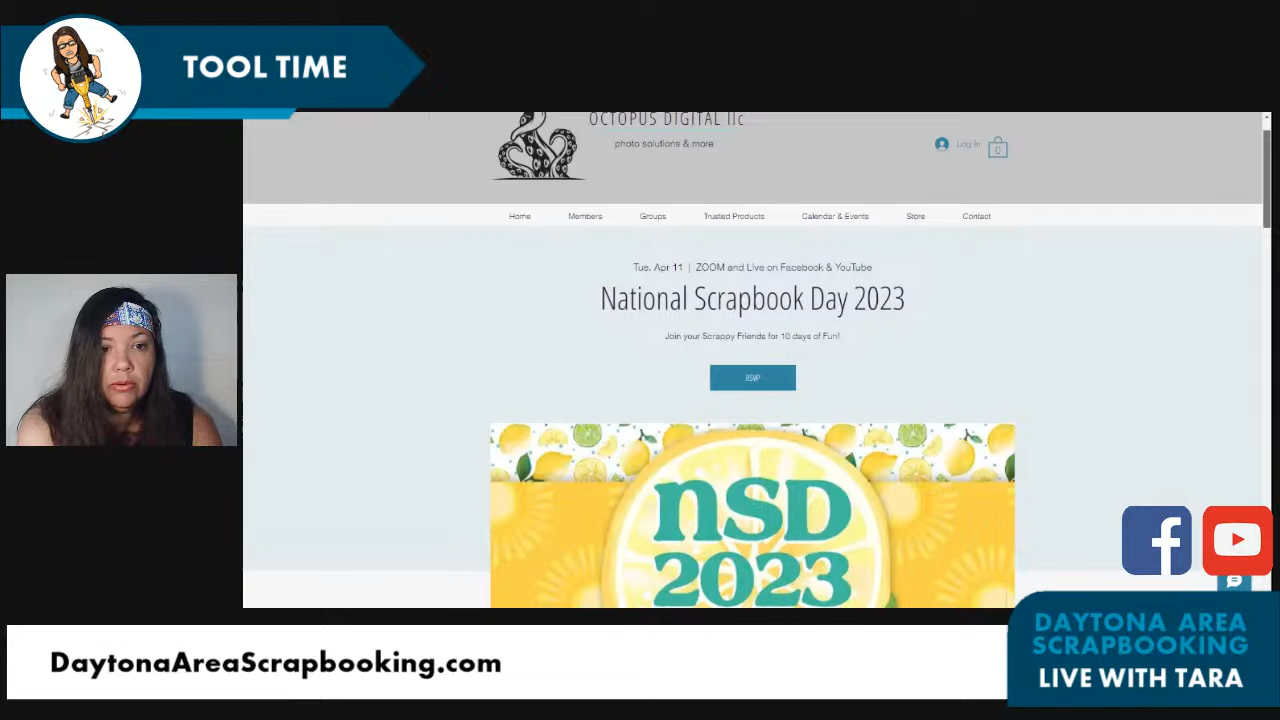 TOOL TIME
OCTOPUS DIGITAL llc
photo solutions & more
Log In
0
Home Members Groups Trusted Products Calendar & Events Store Contact
Tue, Apr 11 | ZOOM and Live on Facebook & YouTube
National Scrapbook Day 2023
Join your Scrappy Friends for 10 days of Fun!
RSVP
nSD
2023
f
DAYTONA AREA
SCRAPBOOKING
LIVE WITH TARA
DaytonaAreaScrapbooking.com